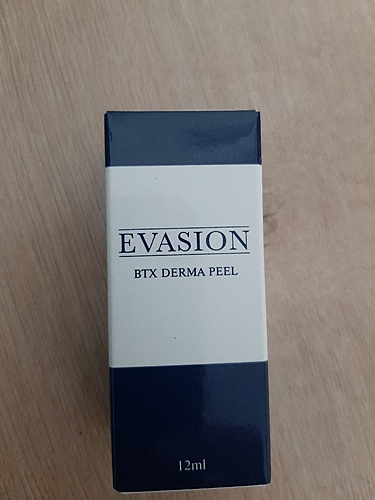 EVASION
BTX DERMA PEEL
12ml